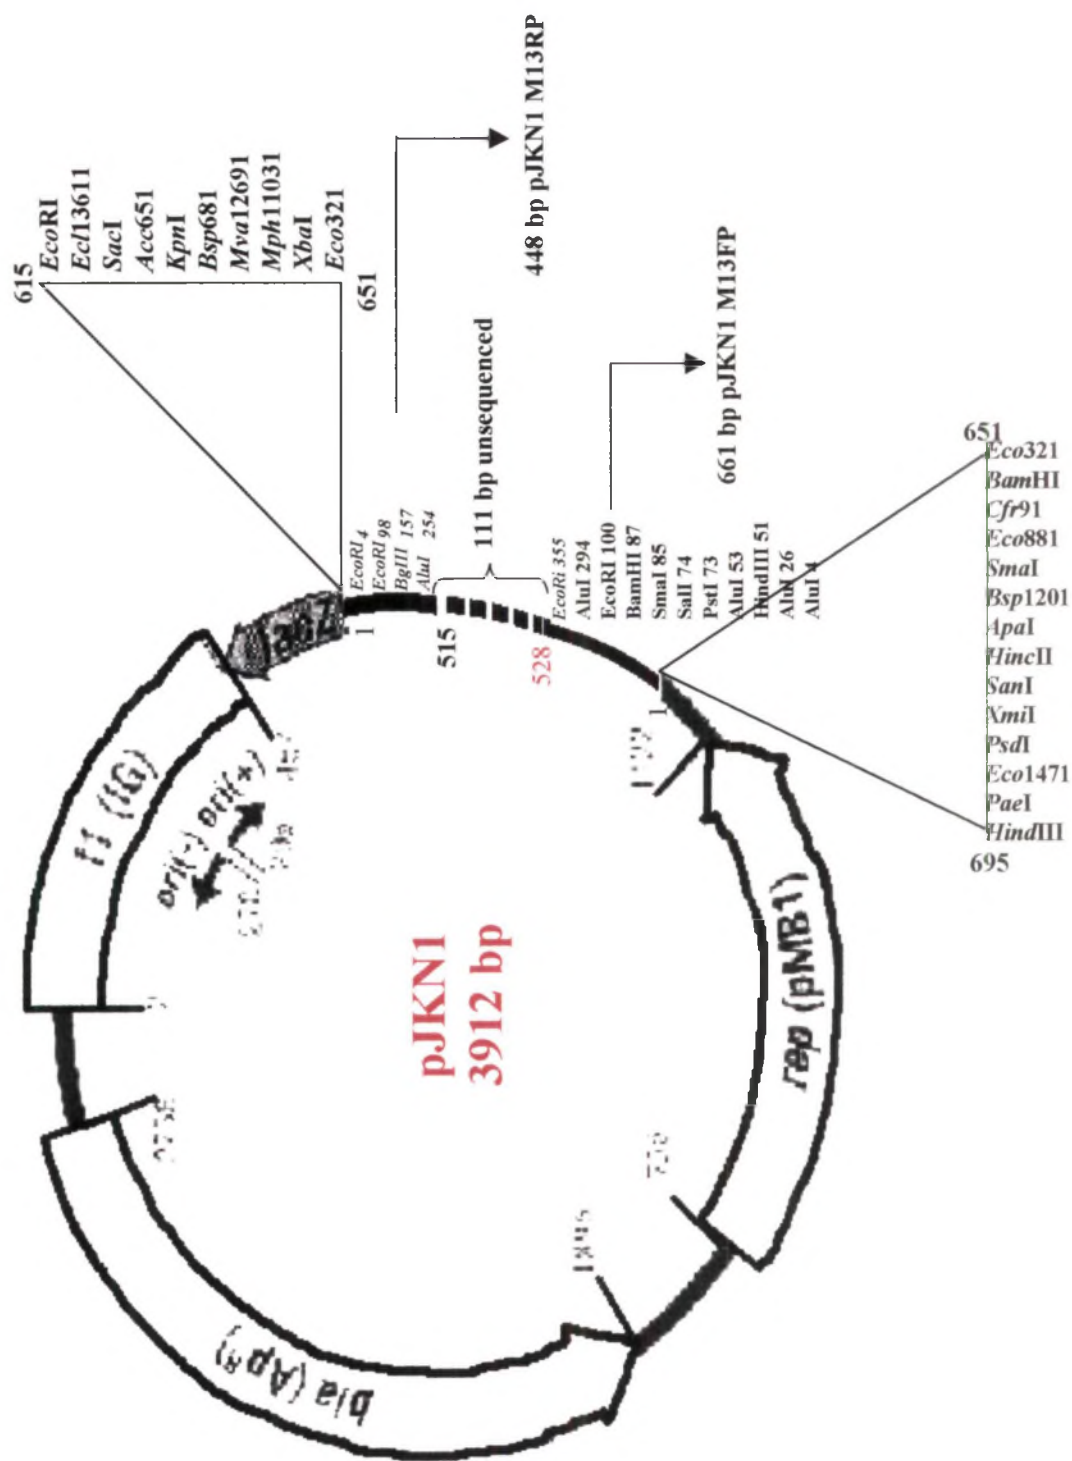 615
EcoRI
Ecl13611
SacI
Acc651
KpnI
Bsp681
Mva12691
Mph11031
XbaI
Eco321
651
448 bp pJKN1 M13RP
111 bp unsequenced
661 bp pJKN1 M13FP
EcoRI 4
EcoRI 98
BglII 157
AluI 254
EcoRi 355
AluI 294
EcoRI 100
BamHI 87
SmaI 85
SalI 74
PstI 73
AluI 53
HindIII 51
AluI 26
AluI 4
1
515
528
1
651
Eco321
BamHI
Cfr91
Eco881
SmaI
Bsp1201
ApaI
HincII
SanI
XmiI
PsdI
Eco1471
PaeI
HindIII
695
f1 (IG)
ori(-) ori(+)
pJKN1
3912 bp
rep (pMB1)
bla (ApR)